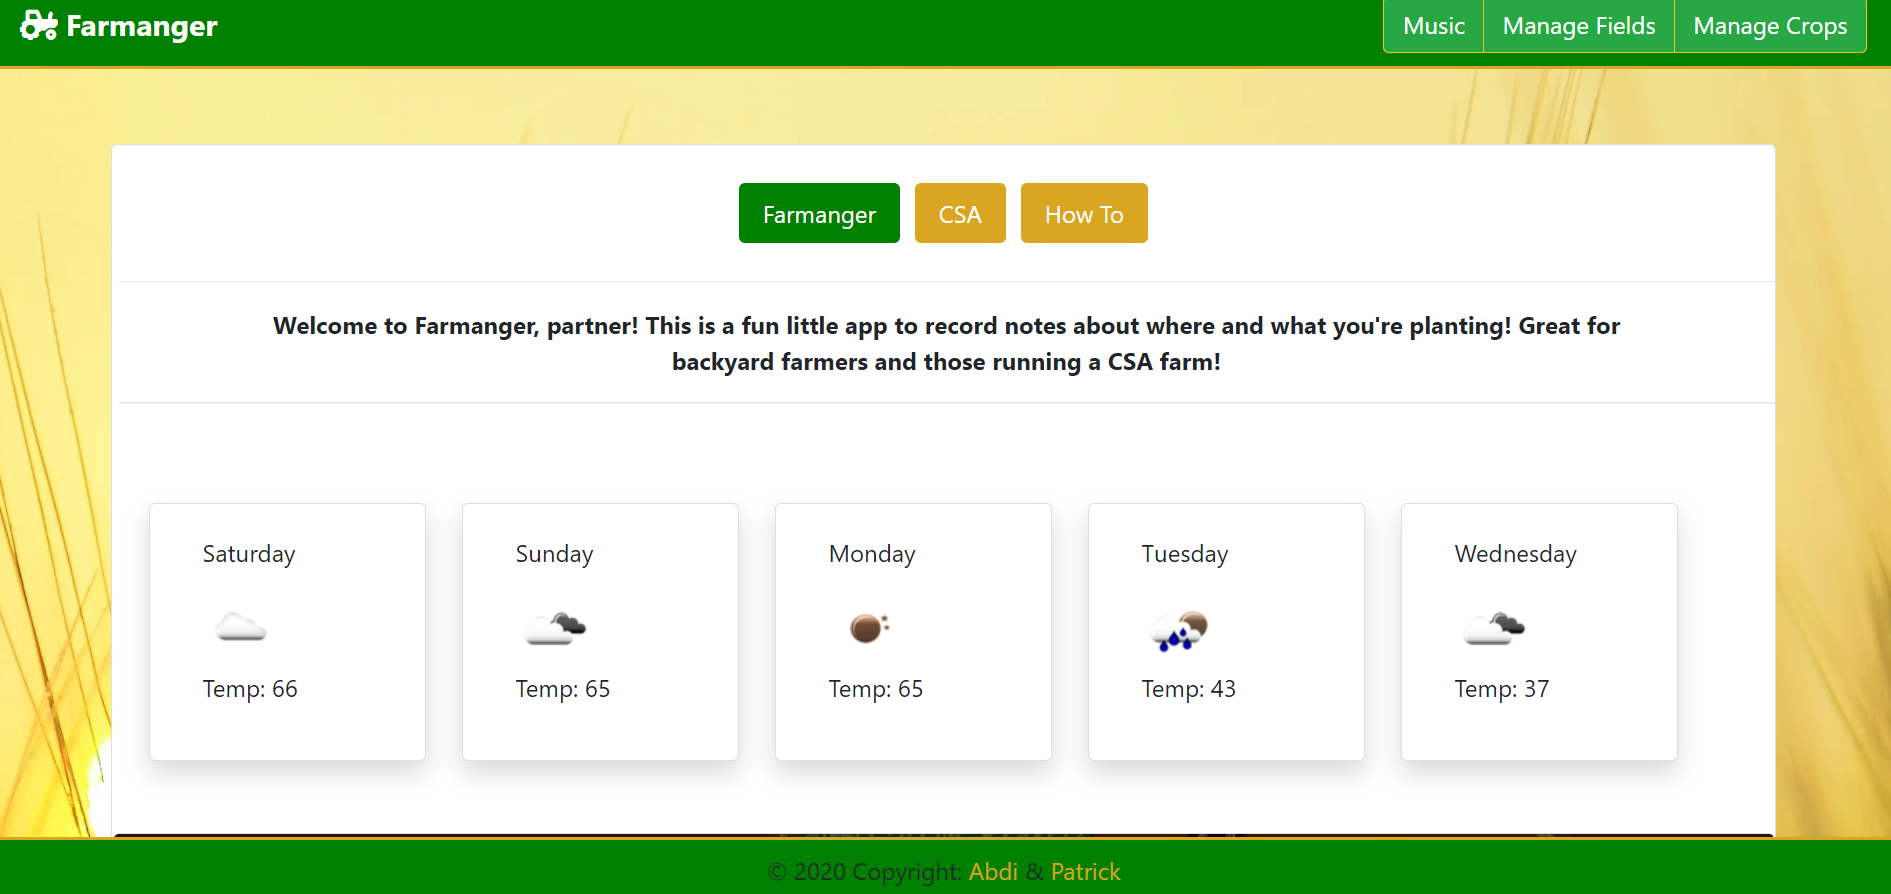 Farmanger
Music Manage Fields Manage Crops
Farmanger CSA How To
Welcome to Farmanger, partner! This is a fun little app to record notes about where and what you're planting! Great for
backyard farmers and those running a CSA farm!
Saturday
Temp: 66
Sunday
Temp: 65
Monday
Temp: 65
Tuesday
Temp: 43
Wednesday
Temp: 37
© 2020 Copyright: Abdi & Patrick